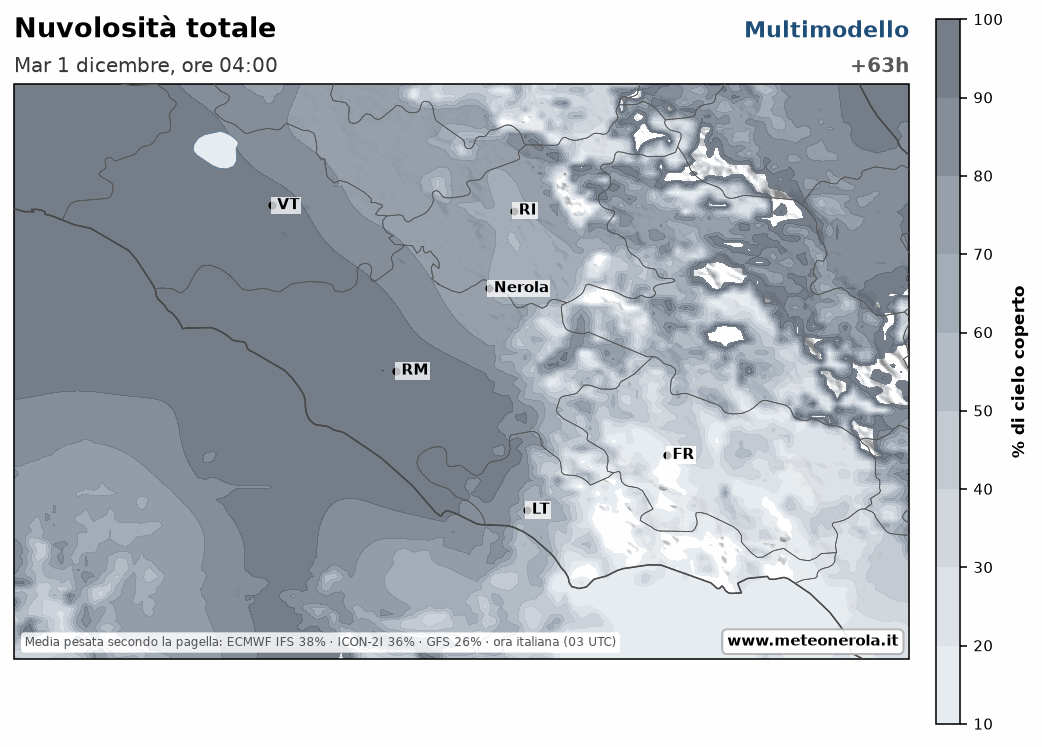 Nuvolosità totale
Multimodello
Mar 1 dicembre, ore 04:00
+63h
100
90
80
70
60
50
40
30
20
10
% di cielo coperto
VT
RI
Nerola
RM
FR
LT
Media pesata secondo la pagella: ECMWF IFS 38% · ICON-2I 36% · GFS 26% · ora italiana (03 UTC)
www.meteonerola.it